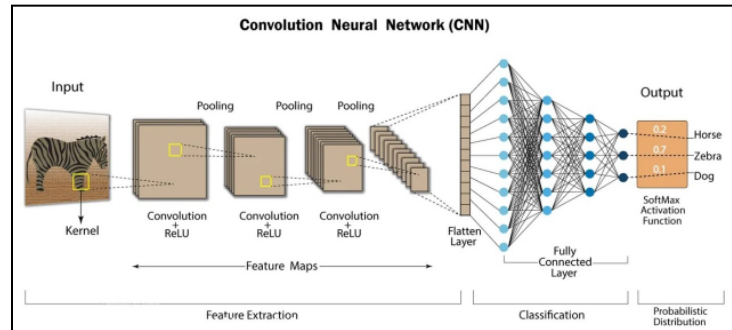 Convolution Neural Network (CNN)
Input
Output
Pooling
Pooling
Pooling
Kernel
Convolution
+
ReLU
Convolution
+
ReLU
Convolution
+
ReLU
Flatten
Layer
0.2
0.7
0.1
Horse
Zebra
Dog
SoftMax
Activation
Function
Feature Maps
Fully
Connected
Layer
Feature Extraction
Classification
Probabilistic
Distribution